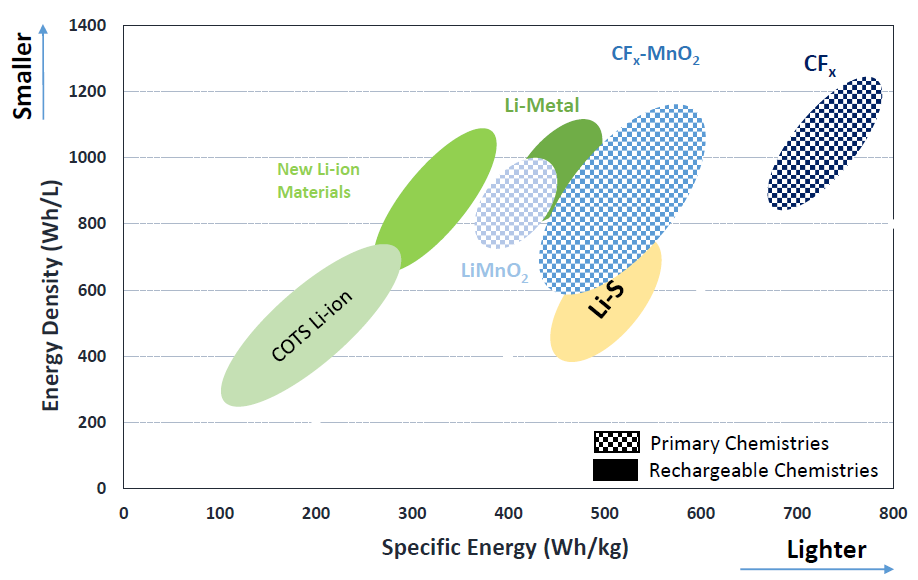 Smaller
Energy Density (Wh/L)
1400
1200
1000
800
600
400
200
0
CFₓ-MnO₂
CFₓ
Li-Metal
New Li-ion
Materials
LiMnO₂
Li-S
COTS Li-ion
Primary Chemistries
Rechargeable Chemistries
0 100 200 300 400 500 600 700 800
Specific Energy (Wh/kg)
Lighter